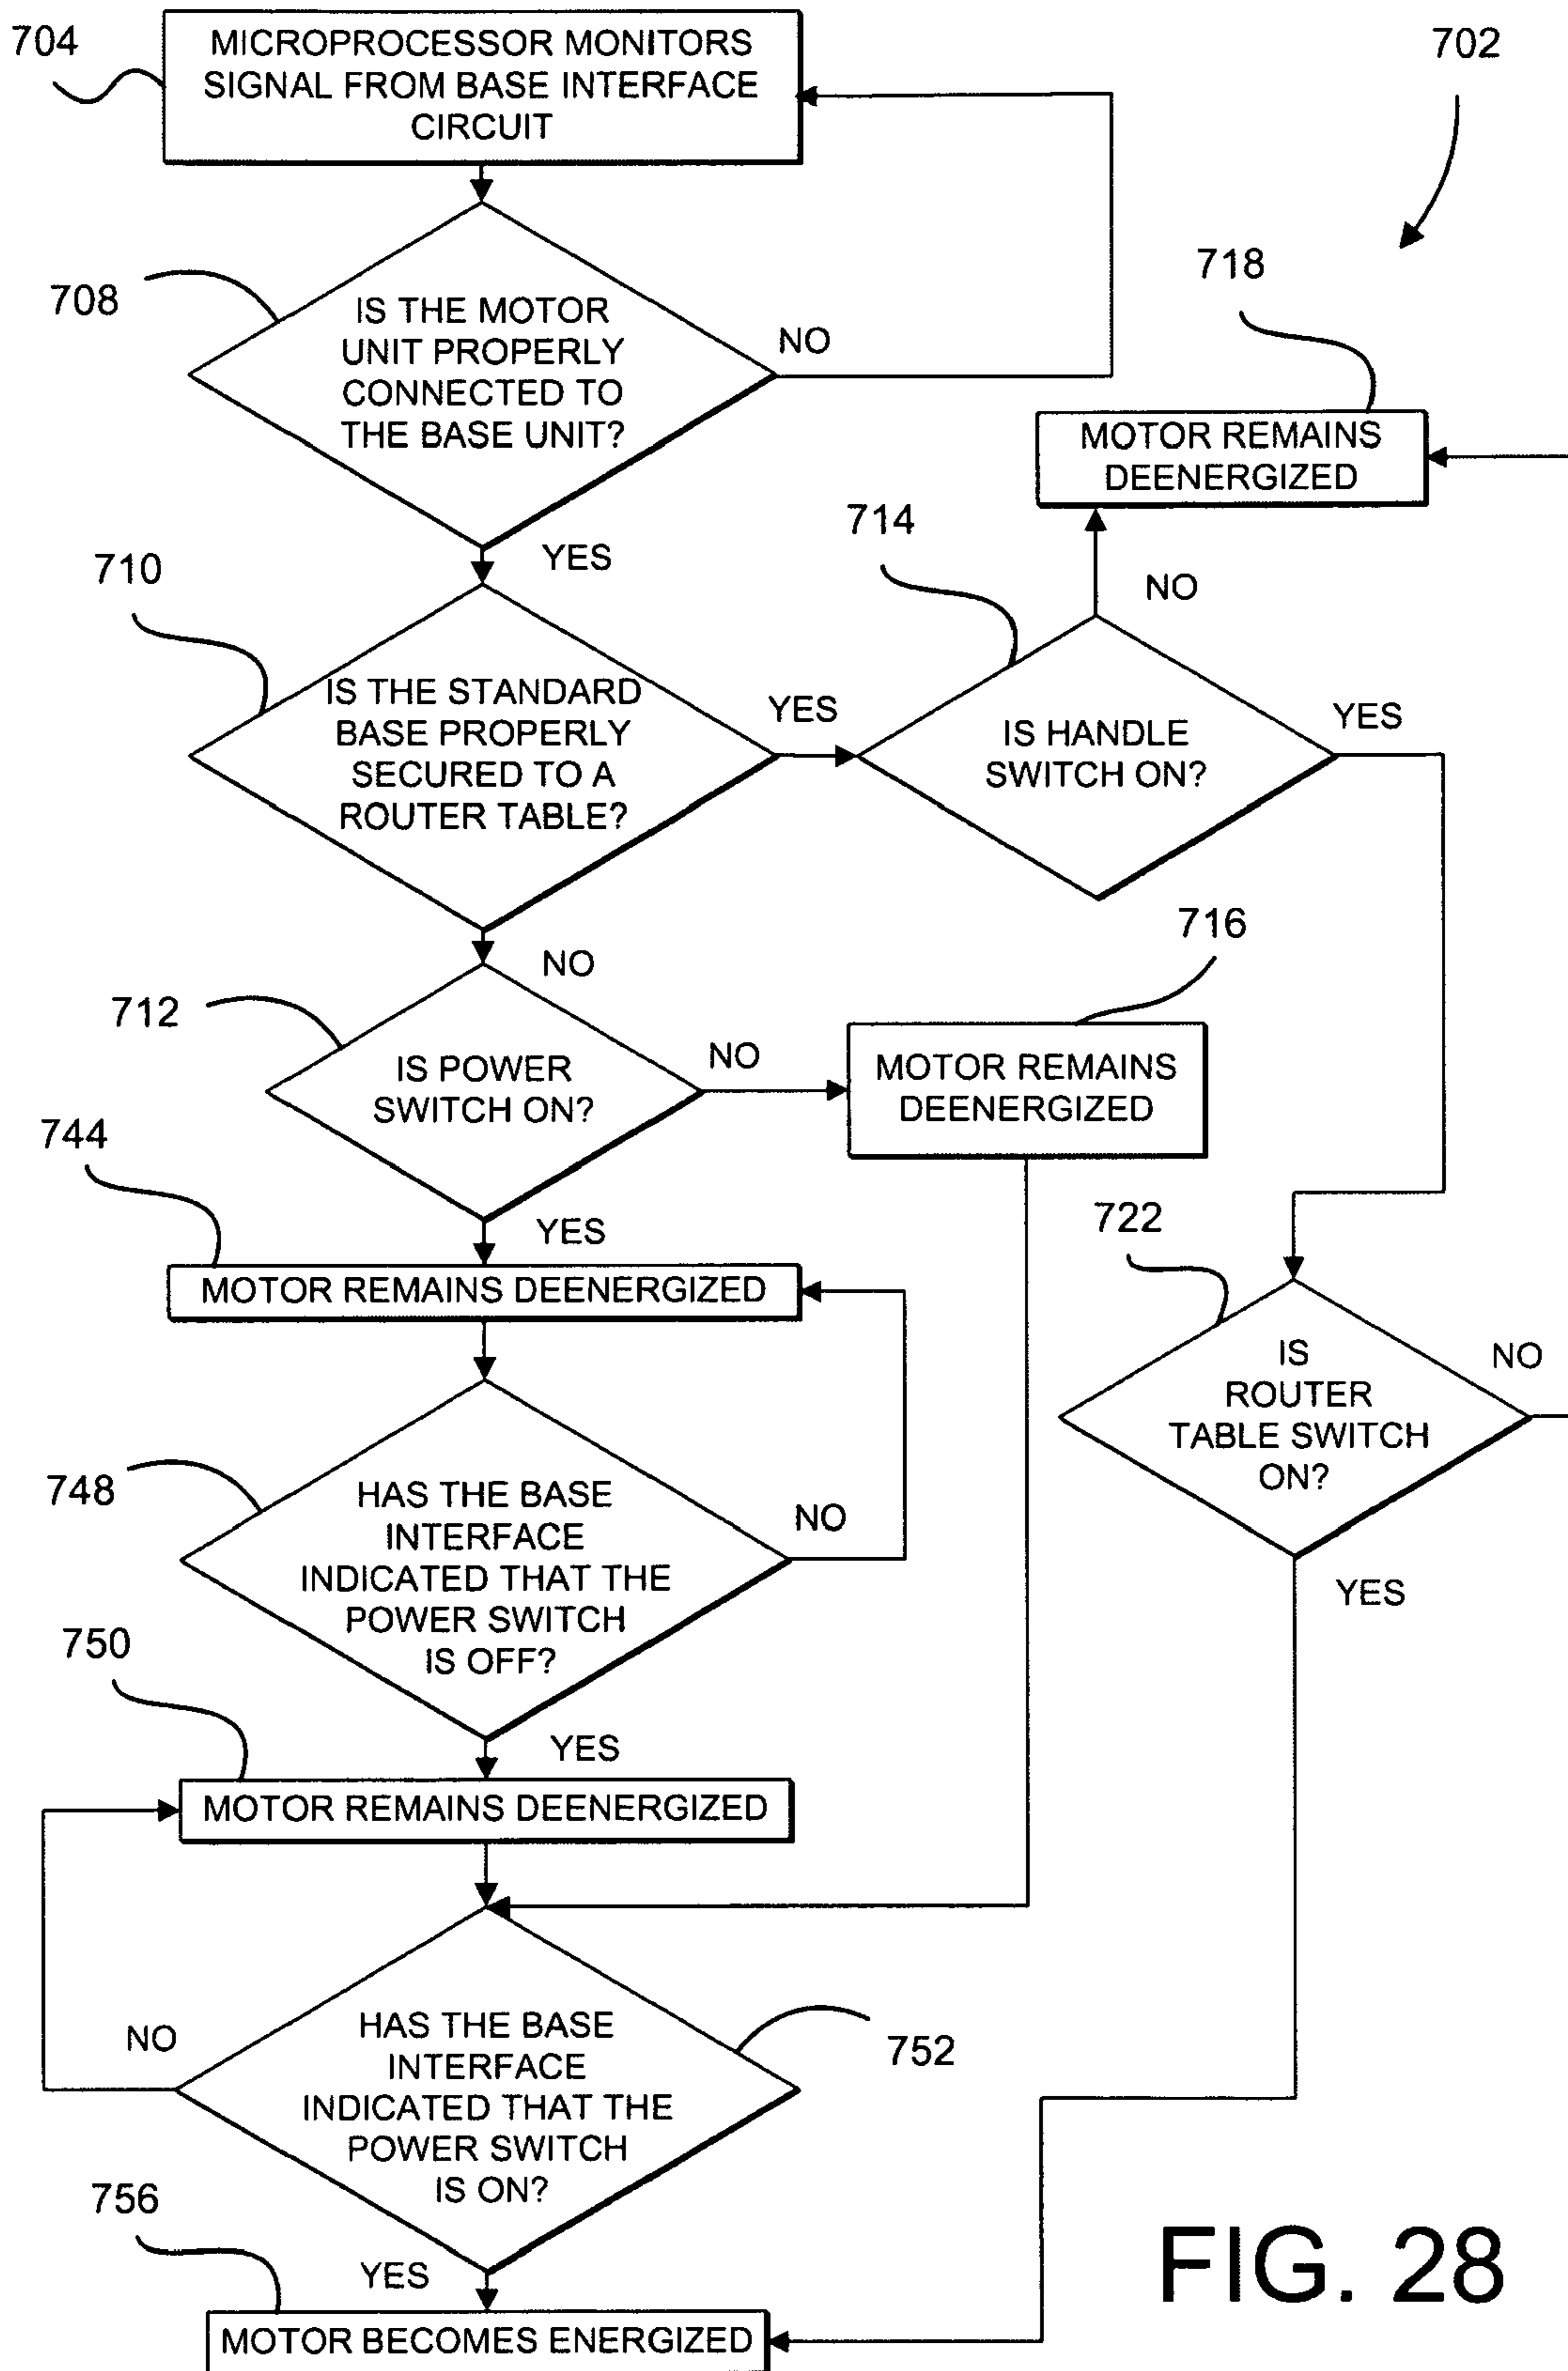 704
MICROPROCESSOR MONITORS
SIGNAL FROM BASE INTERFACE
CIRCUIT
702
708
IS THE MOTOR
UNIT PROPERLY
CONNECTED TO
THE BASE UNIT?
NO
718
MOTOR REMAINS
DEENERGIZED
YES
714
NO
710
IS THE STANDARD
BASE PROPERLY
SECURED TO A
ROUTER TABLE?
YES
IS HANDLE
SWITCH ON?
YES
NO
716
712
IS POWER
SWITCH ON?
NO
MOTOR REMAINS
DEENERGIZED
744
YES
MOTOR REMAINS DEENERGIZED
722
IS
ROUTER
TABLE SWITCH
ON?
NO
YES
748
HAS THE BASE
INTERFACE
INDICATED THAT THE
POWER SWITCH
IS OFF?
NO
750
YES
MOTOR REMAINS DEENERGIZED
NO
HAS THE BASE
INTERFACE
INDICATED THAT THE
POWER SWITCH
IS ON?
752
756
YES
MOTOR BECOMES ENERGIZED
FIG. 28